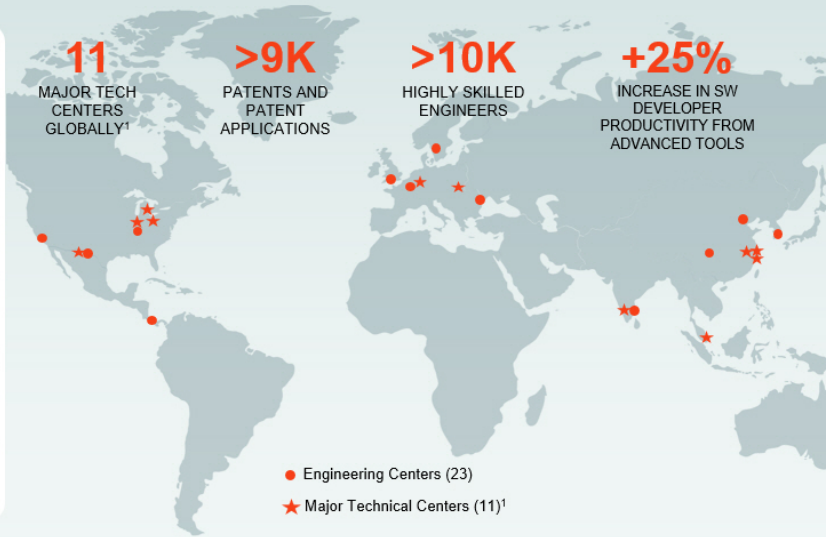 11
MAJOR TECH
CENTERS
GLOBALLY¹
>9K
PATENTS AND
PATENT
APPLICATIONS
>10K
HIGHLY SKILLED
ENGINEERS
+25%
INCREASE IN SW
DEVELOPER
PRODUCTIVITY FROM
ADVANCED TOOLS
Engineering Centers (23)
Major Technical Centers (11)¹